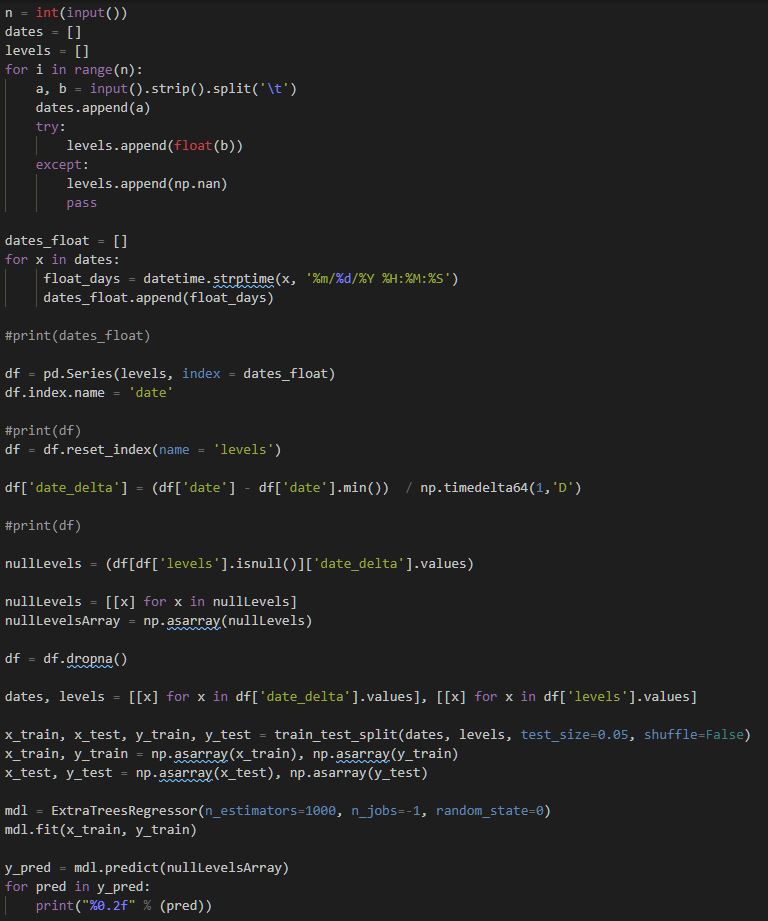 n = int(input())
dates = []
levels = []
for i in range(n):
    a, b = input().strip().split('\t')
    dates.append(a)
    try:
        levels.append(float(b))
    except:
        levels.append(np.nan)
        pass

dates_float = []
for x in dates:
     float_days = datetime.strptime(x, '%m/%d/%Y %H:%M:%S')
     dates_float.append(float_days)

#print(dates_float)

df = pd.Series(levels, index = dates_float)
df.index.name = 'date'

#print(df)
df = df.reset_index(name = 'levels')

df['date_delta'] = (df['date'] - df['date'].min())  / np.timedelta64(1,'D')

#print(df)

nullLevels = (df[df['levels'].isnull()]['date_delta'].values)

nullLevels = [[x] for x in nullLevels]
nullLevelsArray = np.asarray(nullLevels)

df = df.dropna()

dates, levels = [[x] for x in df['date_delta'].values], [[x] for x in df['levels'].values]

x_train, x_test, y_train, y_test = train_test_split(dates, levels, test_size=0.05, shuffle=False)
x_train, y_train = np.asarray(x_train), np.asarray(y_train)
x_test, y_test = np.asarray(x_test), np.asarray(y_test)

mdl = ExtraTreesRegressor(n_estimators=1000, n_jobs=-1, random_state=0)
mdl.fit(x_train, y_train)

y_pred = mdl.predict(nullLevelsArray)
for pred in y_pred:
    print("%0.2f" % (pred))